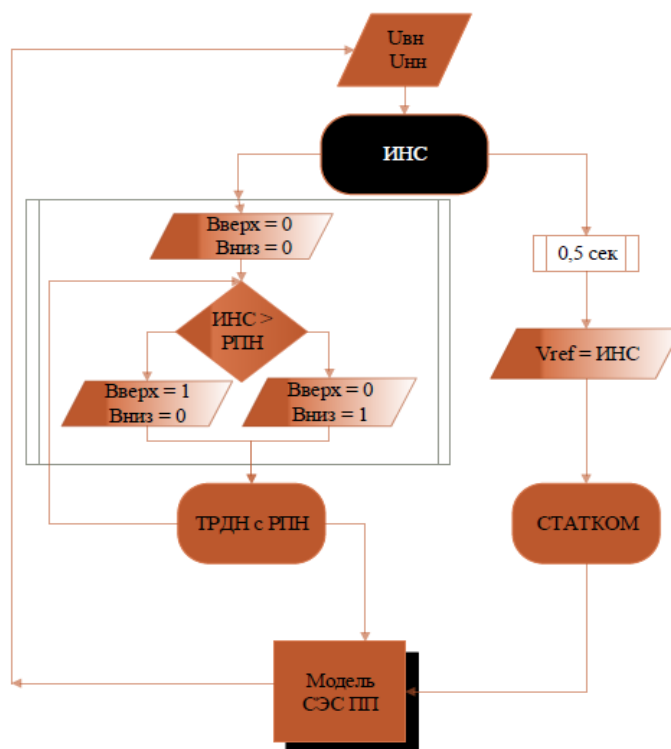 Uвн
Uнн
ИНС
Вверх = 0
Вниз = 0
0,5 сек
ИНС >
РПН
Vref = ИНС
Вверх = 1
Вниз = 0
Вверх = 0
Вниз = 1
ТРДН с РПН
СТАТКОМ
Модель
СЭС ПП